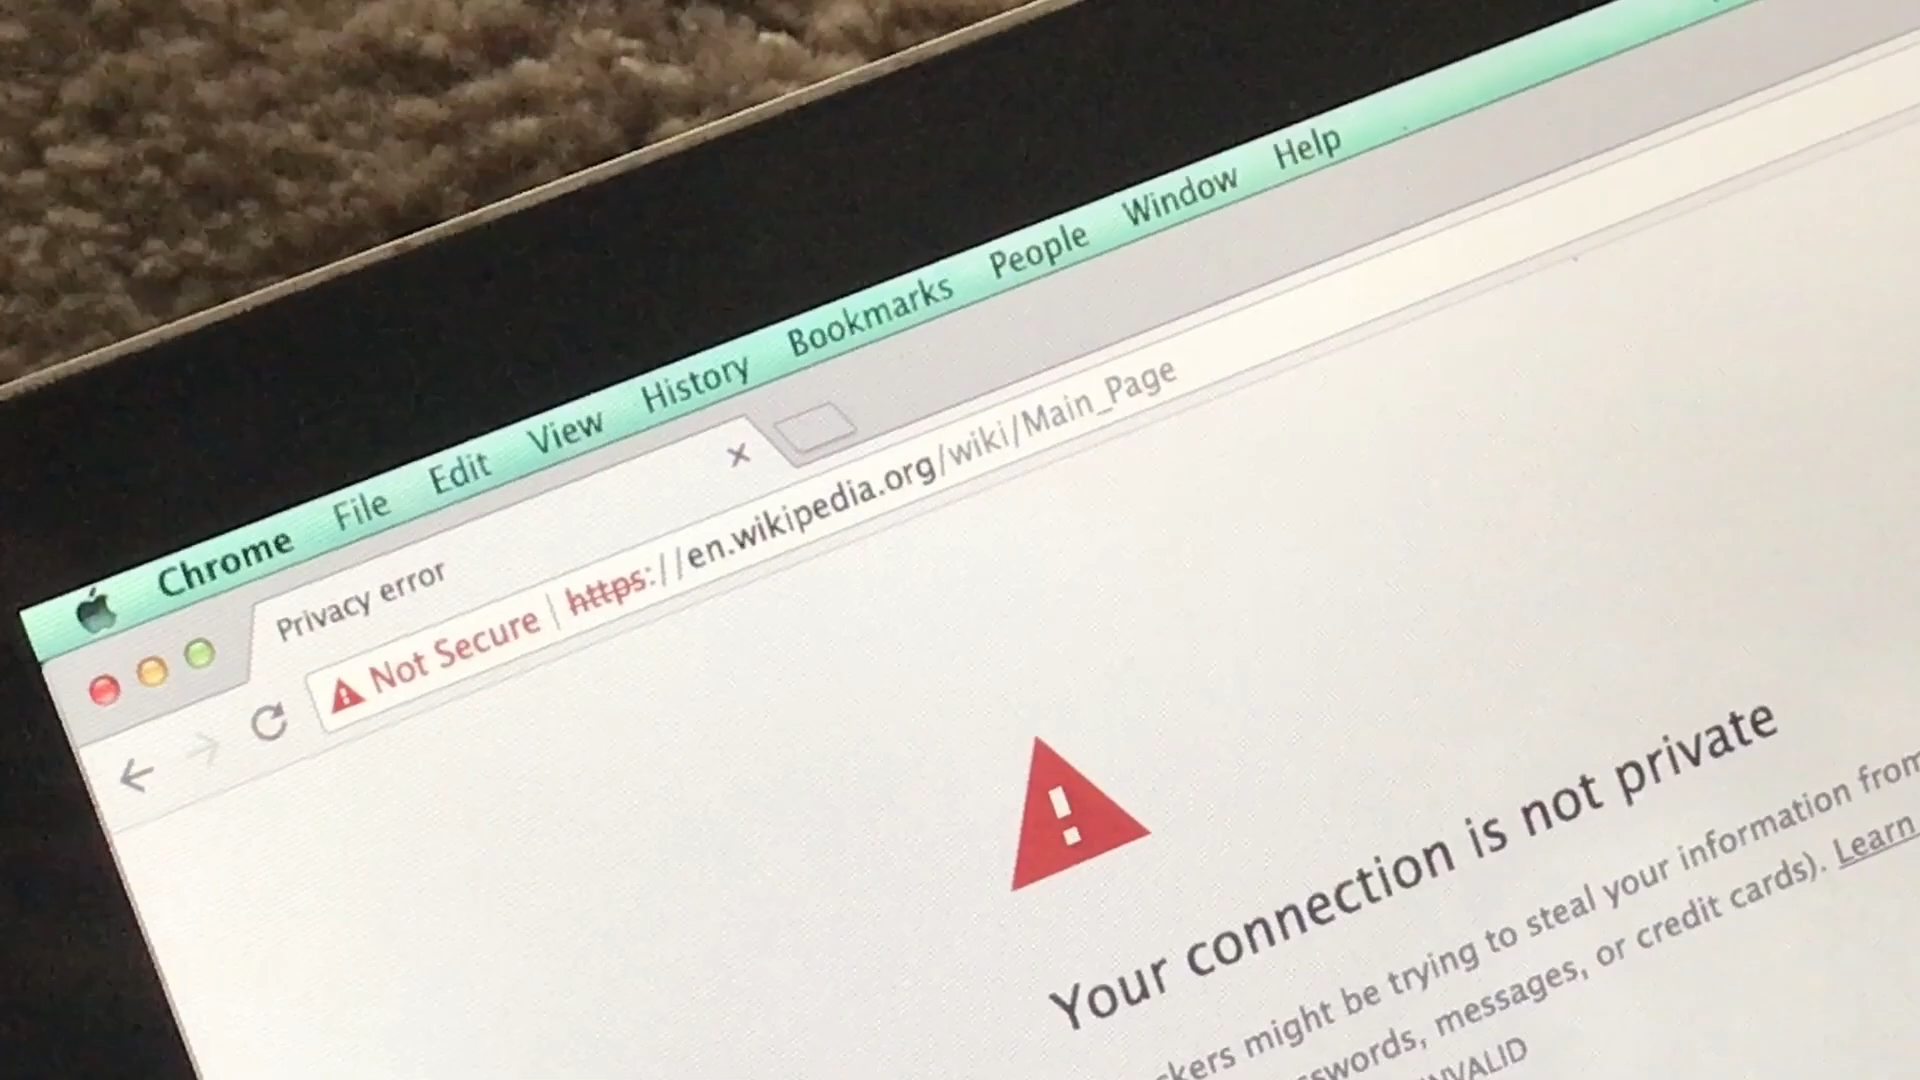 Chrome File Edit View History Bookmarks People Window Help
Privacy error
Not Secure | https://en.wikipedia.org/wiki/Main_Page
Your connection is not private
might be trying to steal your information from
messages, or credit cards). Learn